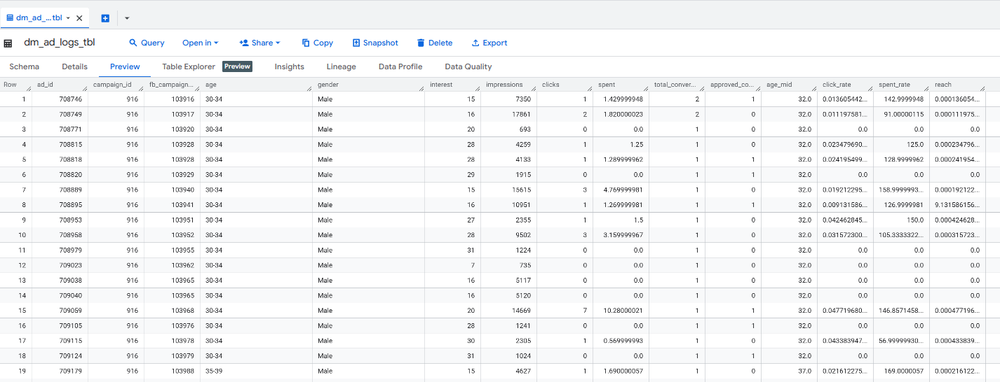 dm_ad_...tbl
dm_ad_logs_tbl Query Open in Share Copy Snapshot Delete Export
Schema Details Preview Table Explorer Preview Insights Lineage Data Profile Data Quality
Row ad_id campaign_id fb_campaign... age gender interest impressions clicks spent total_conver... approved_co... age_mid click_rate spent_rate reach
1 708746 916 103916 30-34 Male 15 7350 1 1.429999948 2 1 32.0 0.013605442... 142.9999948 0.000136054...
2 708749 916 103917 30-34 Male 16 17861 2 1.820000023 2 0 32.0 0.011197581... 91.00000115 0.000111975...
3 708771 916 103920 30-34 Male 20 693 0 0.0 1 0 32.0 0.0 0.0 0.0
4 708815 916 103928 30-34 Male 28 4259 1 1.25 1 0 32.0 0.023479690... 125.0 0.000234796...
5 708818 916 103928 30-34 Male 28 4133 1 1.289999962 1 1 32.0 0.024195499... 128.9999962 0.000241954...
6 708820 916 103929 30-34 Male 29 1915 0 0.0 1 1 32.0 0.0 0.0 0.0
7 708889 916 103940 30-34 Male 15 15615 3 4.769999981 1 0 32.0 0.019212295... 158.9999993... 0.000192122...
8 708895 916 103941 30-34 Male 16 10951 1 1.269999981 1 1 32.0 0.009131586... 126.9999981 9.131586156...
9 708953 916 103951 30-34 Male 27 2355 1 1.5 1 0 32.0 0.042462845... 150.0 0.000424628...
10 708958 916 103952 30-34 Male 28 9502 3 3.159999967 1 0 32.0 0.031572300... 105.3333322... 0.000315723...
11 708979 916 103955 30-34 Male 31 1224 0 0.0 1 0 32.0 0.0 0.0 0.0
12 709023 916 103962 30-34 Male 7 735 0 0.0 1 0 32.0 0.0 0.0 0.0
13 709038 916 103965 30-34 Male 16 5117 0 0.0 1 0 32.0 0.0 0.0 0.0
14 709040 916 103965 30-34 Male 16 5120 0 0.0 1 0 32.0 0.0 0.0 0.0
15 709059 916 103968 30-34 Male 20 14669 7 10.28000021 1 1 32.0 0.047719680... 146.8571458... 0.000477196...
16 709105 916 103976 30-34 Male 28 1241 0 0.0 1 1 32.0 0.0 0.0 0.0
17 709115 916 103978 30-34 Male 30 2305 1 0.569999993 1 0 32.0 0.043383947... 56.99999930... 0.000433839...
18 709124 916 103979 30-34 Male 31 1024 0 0.0 1 1 32.0 0.0 0.0 0.0
19 709179 916 103988 35-39 Male 15 4627 1 1.690000057 1 0 37.0 0.021612275... 169.0000057 0.000216122...